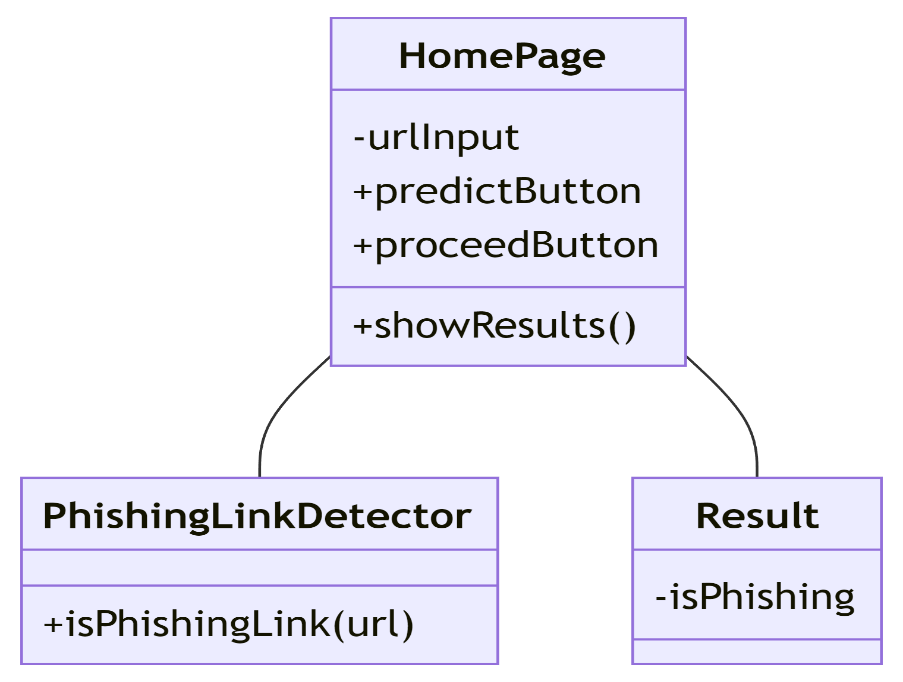 HomePage
-urlInput
+predictButton
+proceedButton
+showResults()
PhishingLinkDetector
+isPhishingLink(url)
Result
-isPhishing